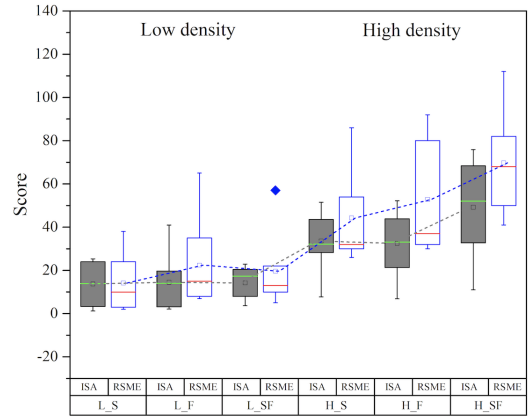 140
120
100
80
60
40
20
0
-20
Score
Low density
High density
ISA RSME ISA RSME ISA RSME ISA RSME ISA RSME ISA RSME
L_S L_F L_SF H_S H_F H_SF